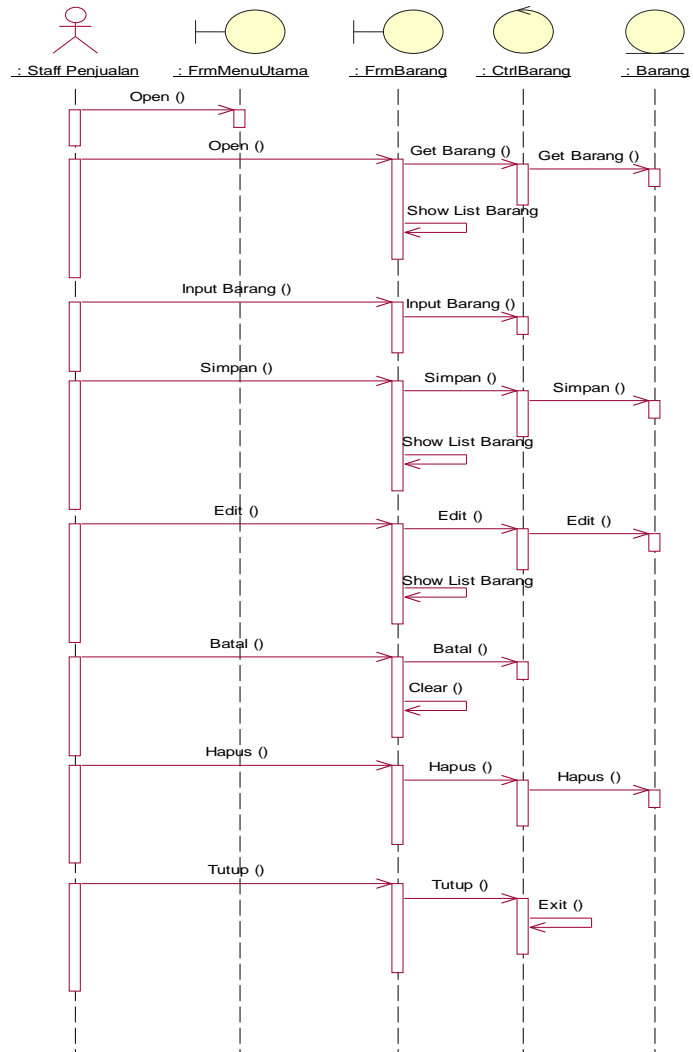 : Staff Penjualan
: FrmMenuUtama
: FrmBarang
: CtrlBarang
: Barang
Open ()
Open ()
Get Barang ()
Get Barang ()
Show List Barang
Input Barang ()
Input Barang ()
Simpan ()
Simpan ()
Simpan ()
Show List Barang
Edit ()
Edit ()
Edit ()
Show List Barang
Batal ()
Batal ()
Clear ()
Hapus ()
Hapus ()
Hapus ()
Tutup ()
Tutup ()
Exit ()